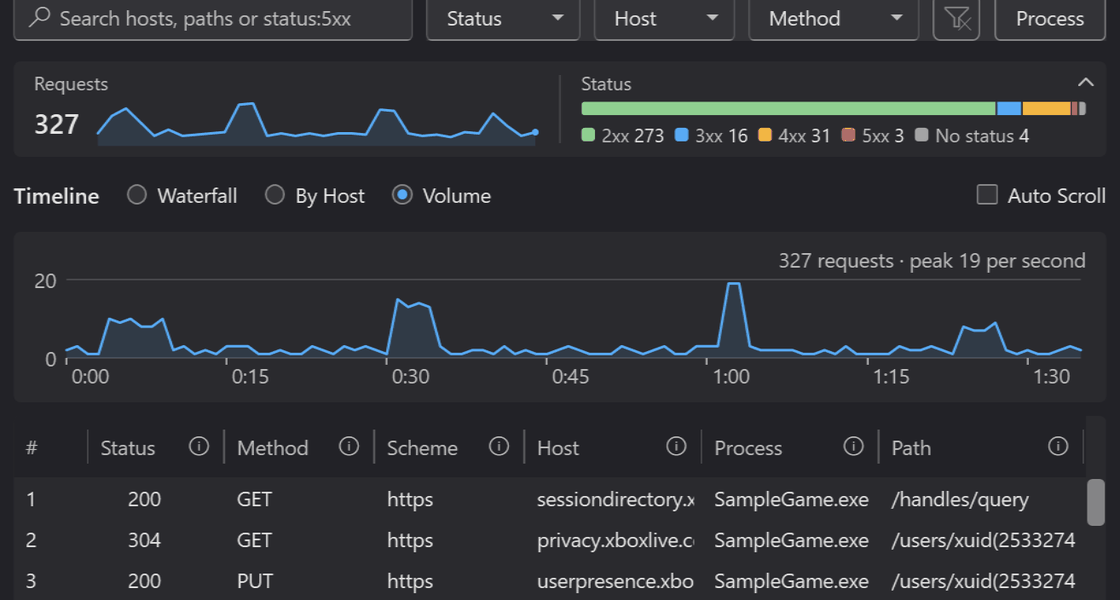 Search hosts, paths or status:5xx Status Host Method Process
Requests Status
327
2xx 273 3xx 16 4xx 31 5xx 3 No status 4
Timeline Waterfall By Host Volume Auto Scroll
327 requests · peak 19 per second
20
0
0:00 0:15 0:30 0:45 1:00 1:15 1:30
# Status Method Scheme Host Process Path
1 200 GET https sessiondirectory.x SampleGame.exe /handles/query
2 304 GET https privacy.xboxlive.c SampleGame.exe /users/xuid(2533274
3 200 PUT https userpresence.xbo SampleGame.exe /users/xuid(2533274